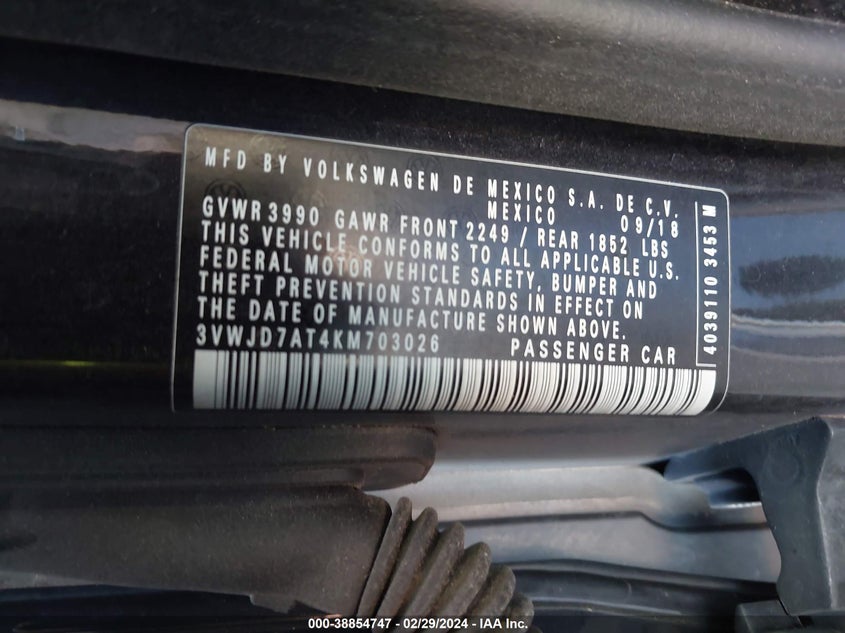 MFD BY VOLKSWAGEN DE MEXICO S.A. DE C.V.
MEXICO 09/18
GVWR 3990 GAWR FRONT 2249 / REAR 1852 LBS
THIS VEHICLE CONFORMS TO ALL APPLICABLE U.S.
FEDERAL MOTOR VEHICLE SAFETY, BUMPER AND
THEFT PREVENTION STANDARDS IN EFFECT ON
THE DATE OF MANUFACTURE SHOWN ABOVE.
3VWJD7AT4KM703026 PASSENGER CAR
4039110 3453 M
000-38854747 - 02/29/2024 - IAA Inc.